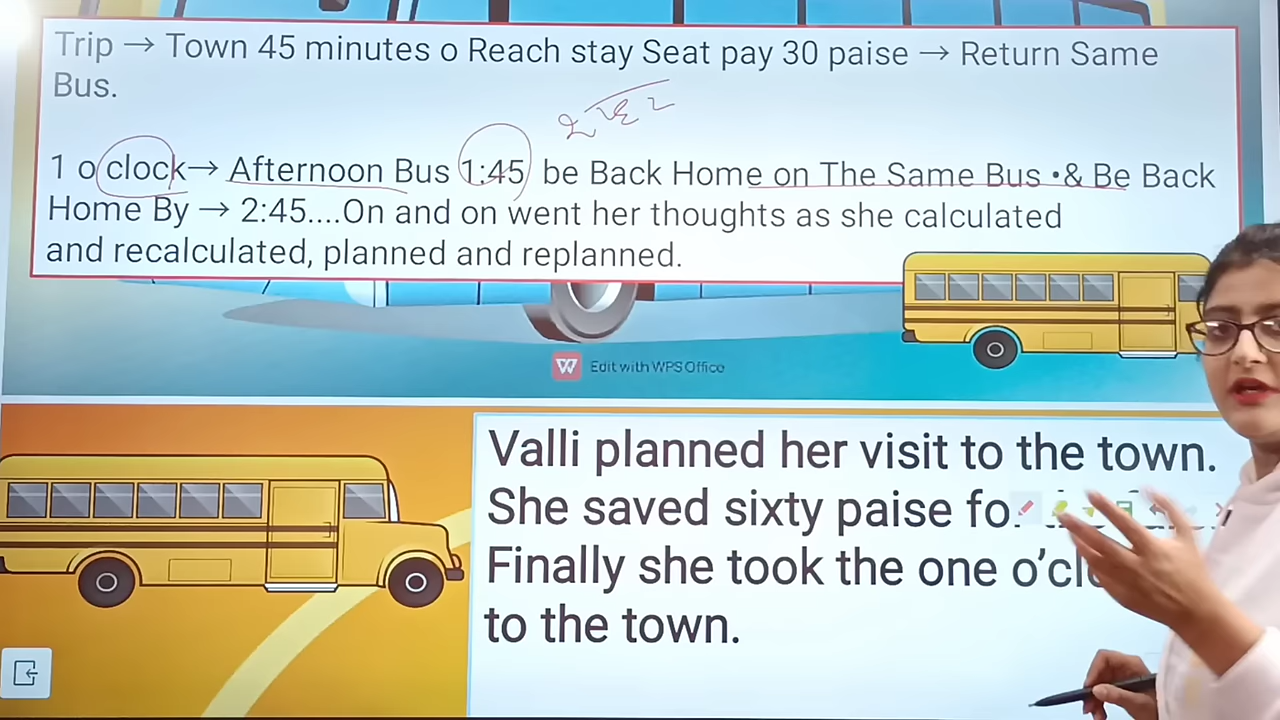 Trip → Town 45 minutes o Reach stay Seat pay 30 paise → Return Same
Bus.
1 o clock→ Afternoon Bus 1:45 be Back Home on The Same Bus •& Be Back
Home By → 2:45....On and on went her thoughts as she calculated
and recalculated, planned and replanned.
Edit with WPS Office
Valli planned her visit to the town.
She saved sixty paise
Finally she took the one
to the town.